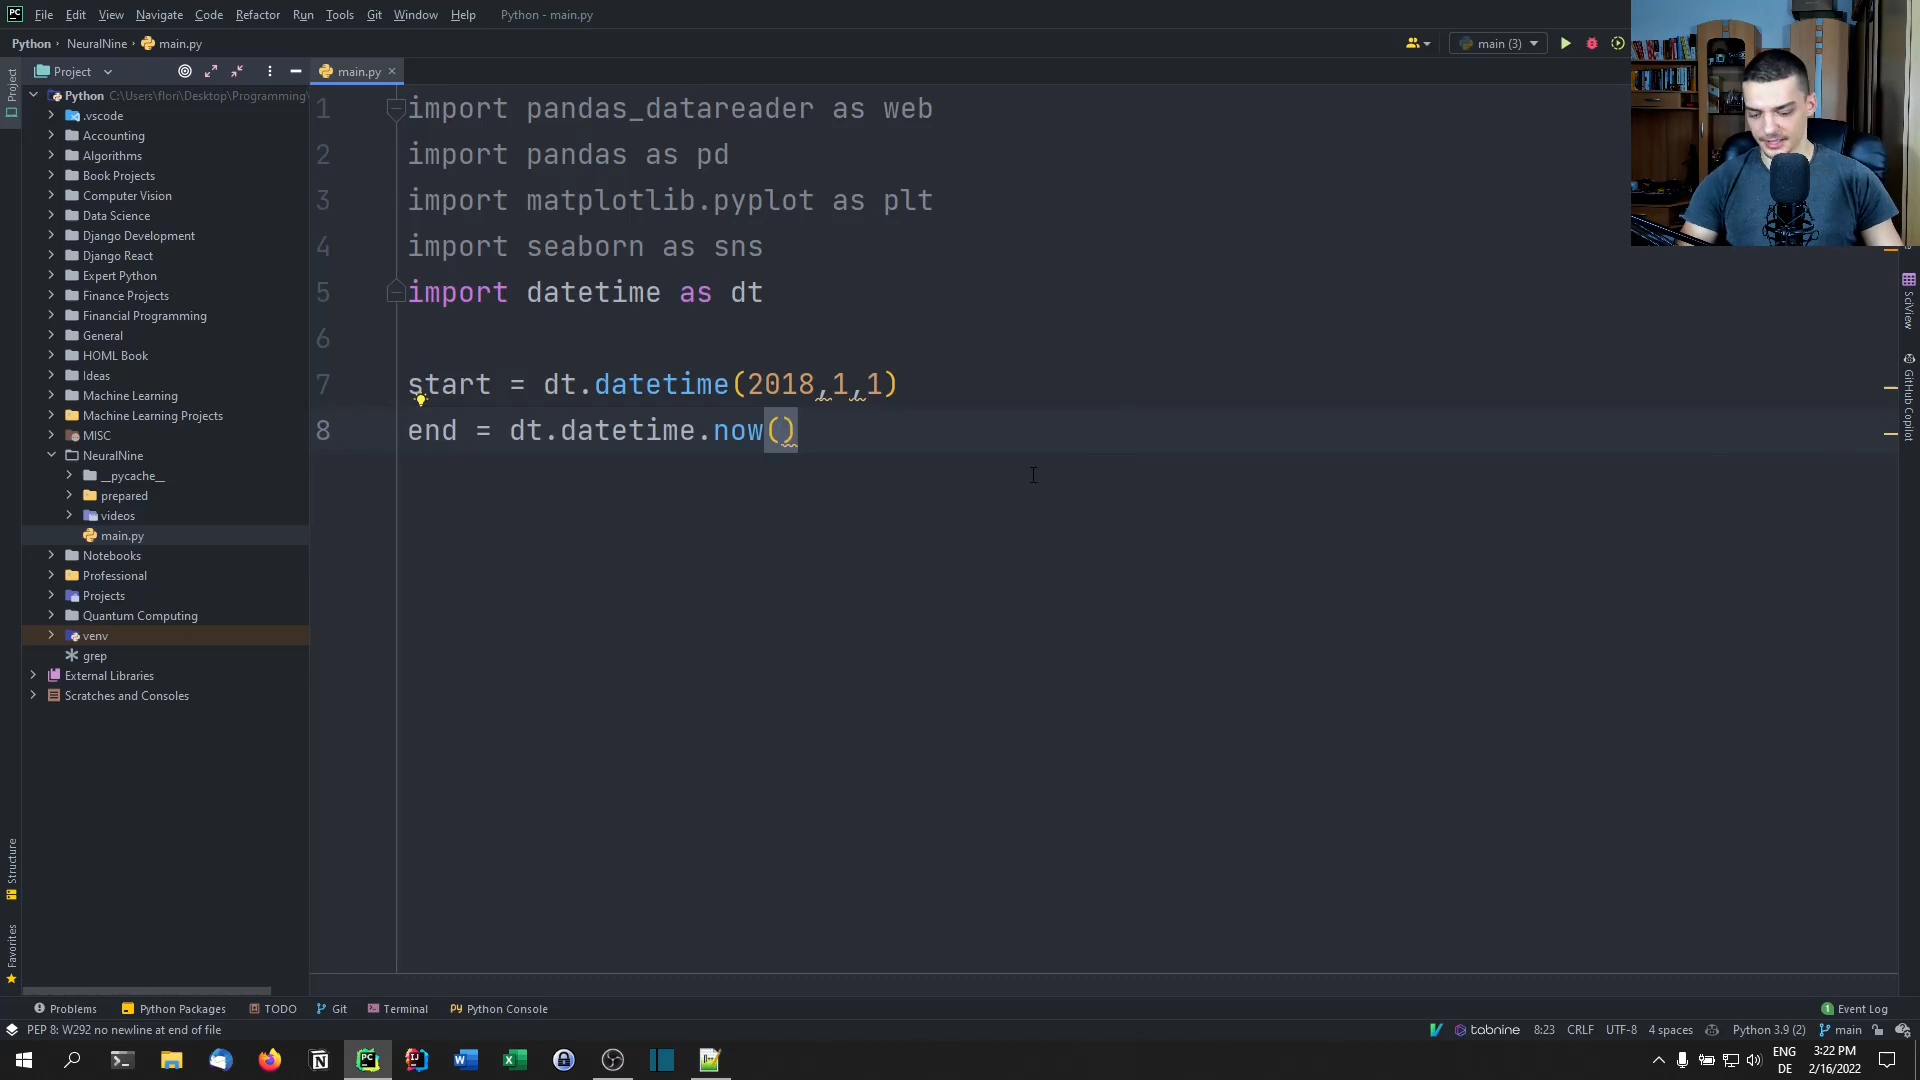 File Edit View Navigate Code Refactor Run Tools Git Window Help Python - main.py
Python NeuralNine main.py
main (3)
Project
main.py
Project
Python C:\Users\flori\Desktop\Programming\
.vscode
Accounting
Algorithms
Book Projects
Computer Vision
Data Science
Django Development
Django React
Expert Python
Finance Projects
Financial Programming
General
HOML Book
Ideas
Machine Learning
Machine Learning Projects
MISC
NeuralNine
__pycache__
prepared
videos
main.py
Notebooks
Professional
Projects
Quantum Computing
venv
grep
External Libraries
Scratches and Consoles
1 import pandas_datareader as web
2 import pandas as pd
3 import matplotlib.pyplot as plt
4 import seaborn as sns
5 import datetime as dt
6
7 start = dt.datetime(2018,1,1)
8 end = dt.datetime.now()
SciView
GitHub Copilot
Structure
Favorites
Problems Python Packages TODO Git Terminal Python Console
Event Log
PEP 8: W292 no newline at end of file
tabnine 8:23 CRLF UTF-8 4 spaces Python 3.9 (2) main
ENG
DE
3:22 PM
2/16/2022